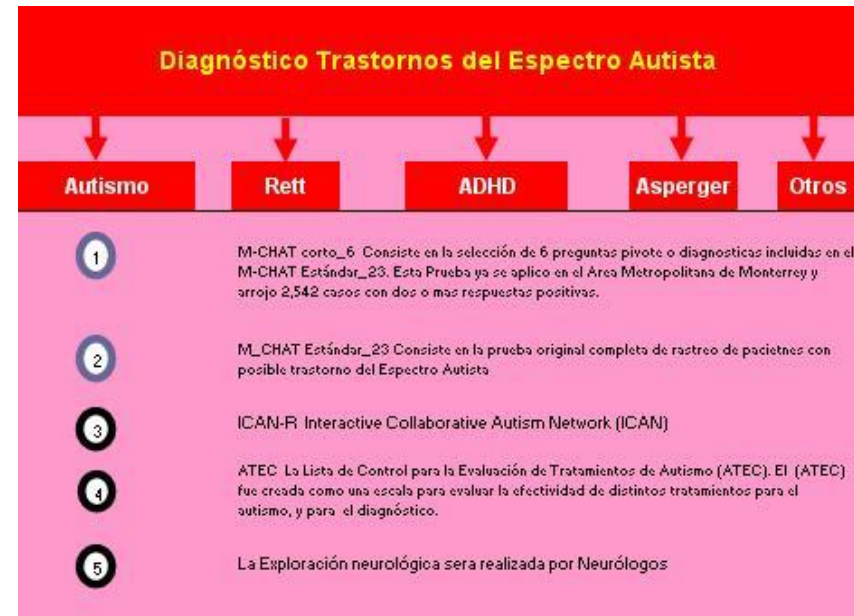 Diagnóstico Trastornos del Espectro Autista
Autismo
Rett
ADHD
Asperger
Otros
1
M-CHAT corto_6 Consiste en la selección de 6 preguntas pivote o diagnosticas incluidas en el
M-CHAT Estándar_23. Esta Prueba ya se aplico en el Area Metropolitana de Monterrey y
arrojo 2,542 casos con dos o mas respuestas positivas.
2
M_CHAT Estándar_23 Consiste en la prueba original completa de rastreo de pacietnes con
posible trastorno del Espectro Autista
3
ICAN-R Interactive Collaborative Autism Network (ICAN)
4
ATEC La Lista de Control para la Evaluación de Tratamientos de Autismo (ATEC). El (ATEC)
fue creada como una escala para evaluar la efectividad de distintos tratamientos para el
autismo, y para el diagnóstico.
5
La Exploración neurológica sera realizada por Neurólogos